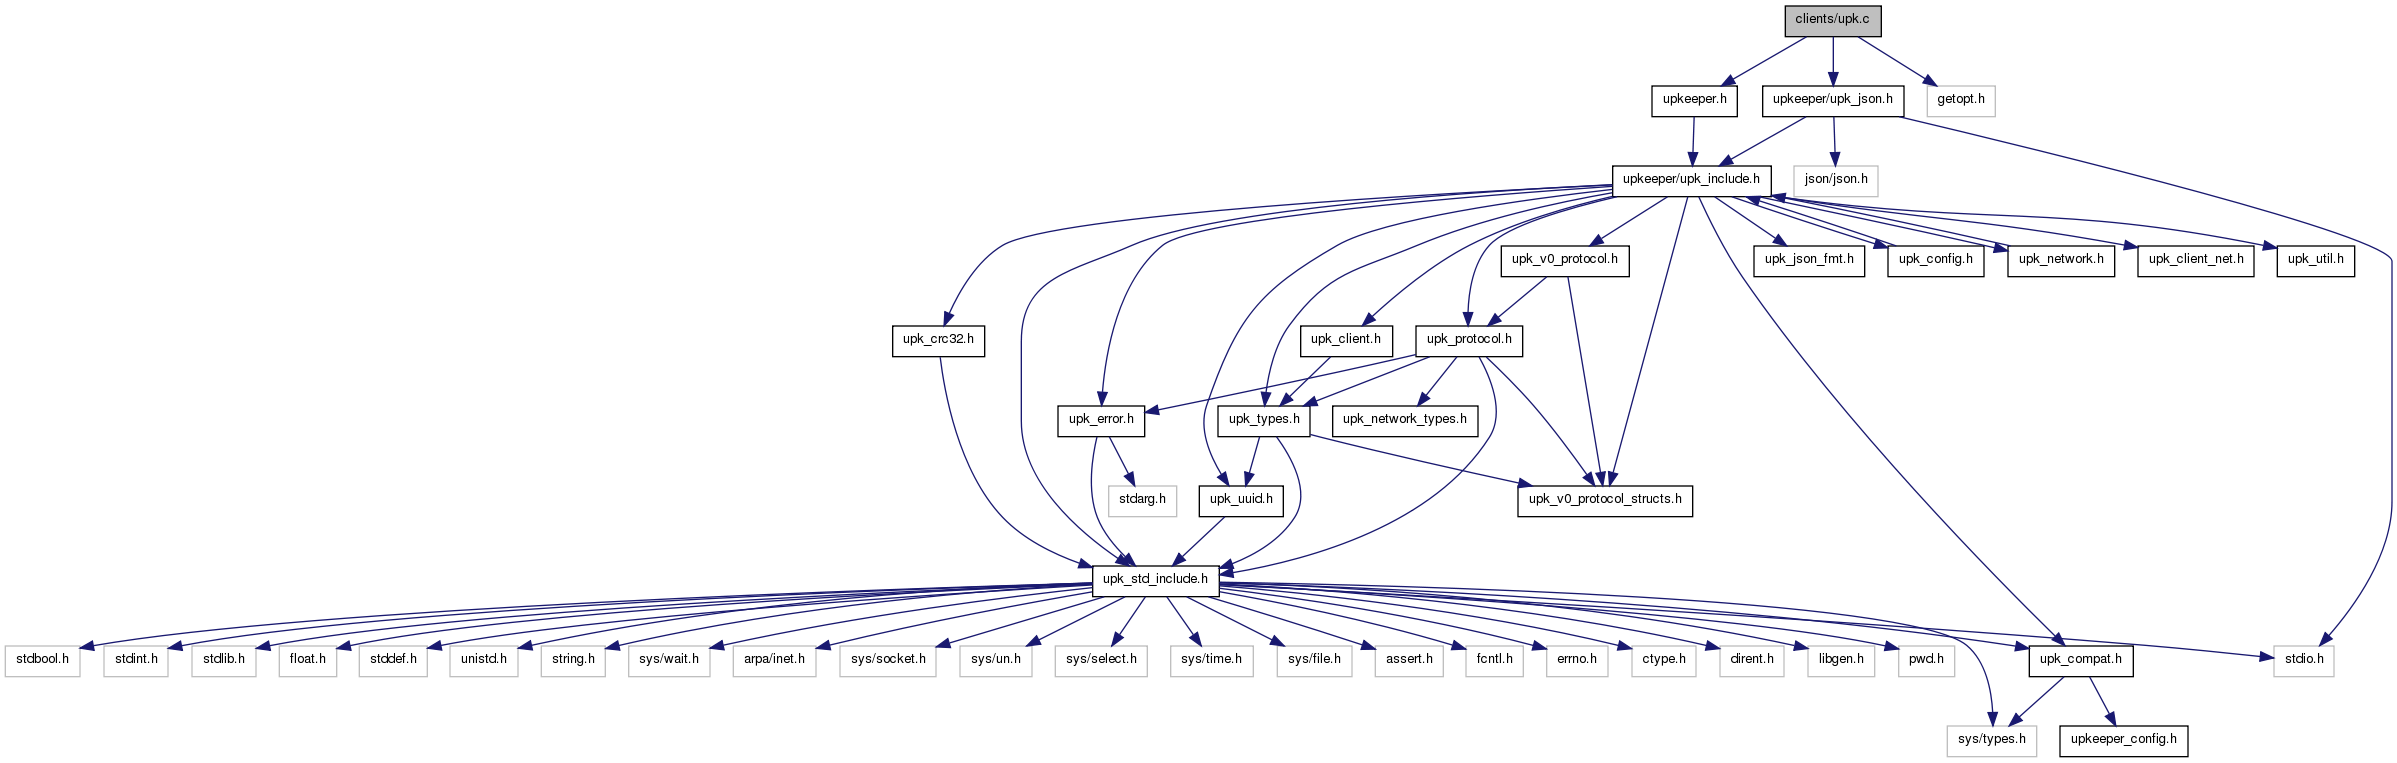 clients/upk.c
upkeeper.h
upkeeper/upk_json.h
getopt.h
upkeeper/upk_include.h
json/json.h
upk_v0_protocol.h
upk_json_fmt.h
upk_config.h
upk_network.h
upk_client_net.h
upk_util.h
upk_crc32.h
upk_client.h
upk_protocol.h
upk_error.h
upk_types.h
upk_network_types.h
stdarg.h
upk_uuid.h
upk_v0_protocol_structs.h
upk_std_include.h
stdbool.h
stdint.h
stdlib.h
float.h
stddef.h
unistd.h
string.h
sys/wait.h
arpa/inet.h
sys/socket.h
sys/un.h
sys/select.h
sys/time.h
sys/file.h
assert.h
fcntl.h
errno.h
ctype.h
dirent.h
libgen.h
pwd.h
upk_compat.h
stdio.h
sys/types.h
upkeeper_config.h